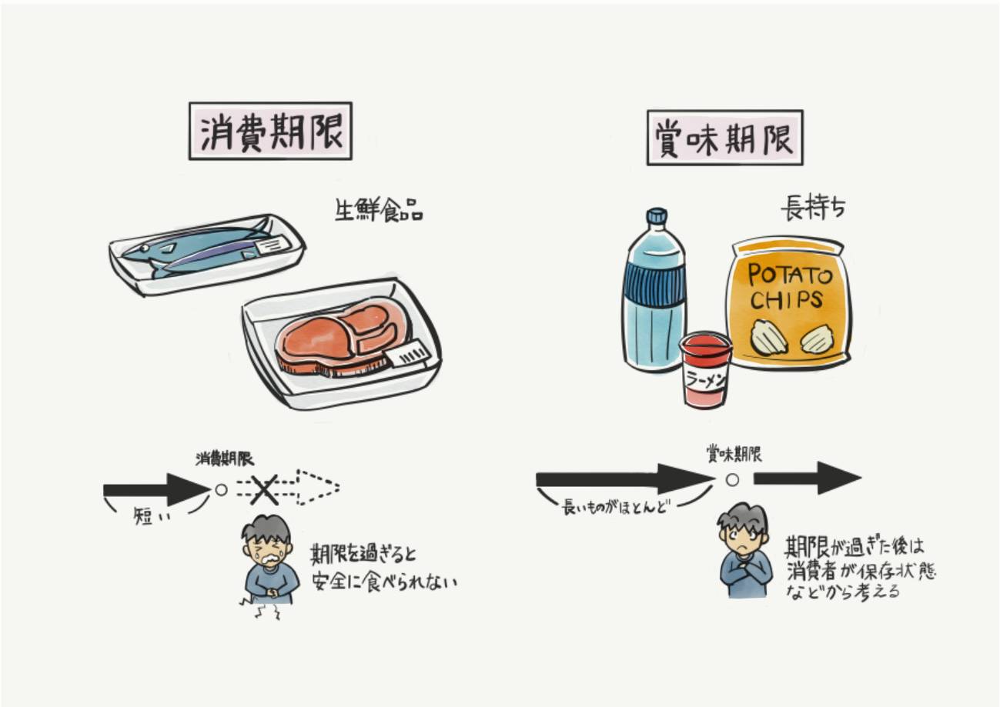 消費期限
生鮮食品
消費期限
短い
期限を過ぎると
安全に食べられない
賞味期限
長持ち
POTATO
CHIPS
ラーメン
賞味期限
長いものがほとんど
期限が過ぎた後は
消費者が保存状態
などから考える